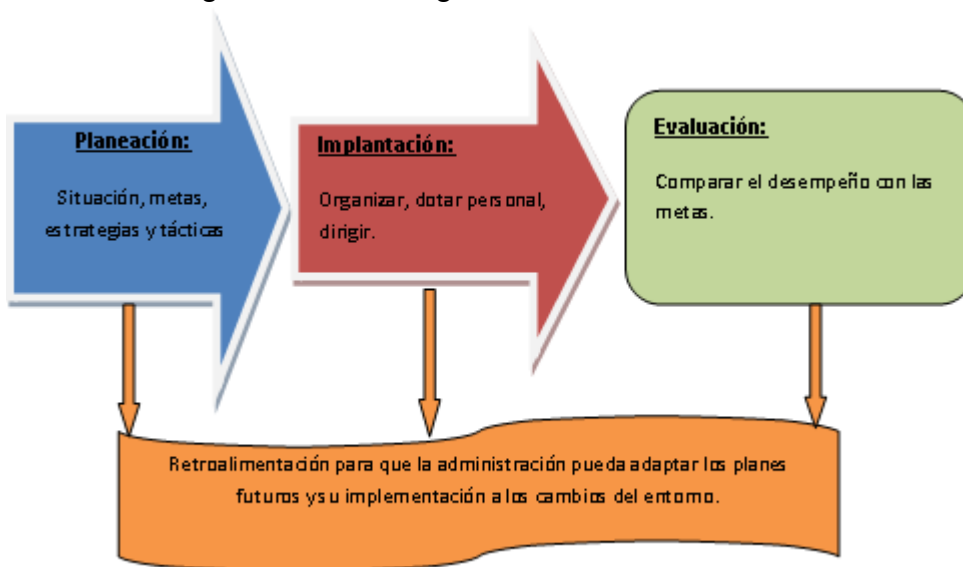 Planeación:
Situación, metas,
estrategias y tácticas
Implantación:
Organizar, dotar personal,
dirigir.
Evaluación:
Comparar el desempeño con las
metas.
Retroalimentación para que la administración pueda adaptar los planes
futuros y su implementación a los cambios del entorno.